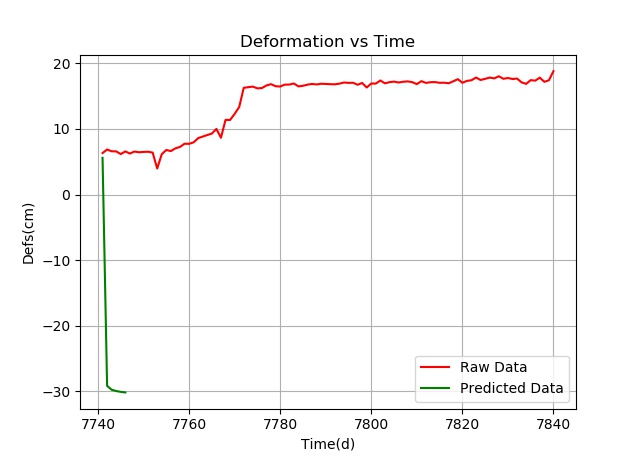 Deformation vs Time
Defs(cm)
20
10
0
−10
−20
−30
7740 7760 7780 7800 7820 7840
Time(d)
Raw Data
Predicted Data